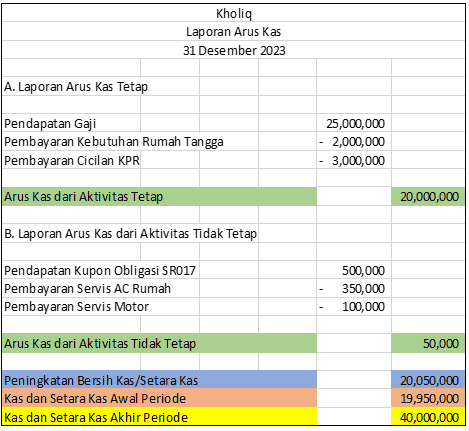 Kholiq
Laporan Arus Kas
31 Desember 2023
A. Laporan Arus Kas Tetap
Pendapatan Gaji 25,000,000
Pembayaran Kebutuhan Rumah Tangga - 2,000,000
Pembayaran Cicilan KPR - 3,000,000
Arus Kas dari Aktivitas Tetap 20,000,000
B. Laporan Arus Kas dari Aktivitas Tidak Tetap
Pendapatan Kupon Obligasi SR017 500,000
Pembayaran Servis AC Rumah - 350,000
Pembayaran Servis Motor - 100,000
Arus Kas dari Aktivitas Tidak Tetap 50,000
Peningkatan Bersih Kas/Setara Kas 20,050,000
Kas dan Setara Kas Awal Periode 19,950,000
Kas dan Setara Kas Akhir Periode 40,000,000